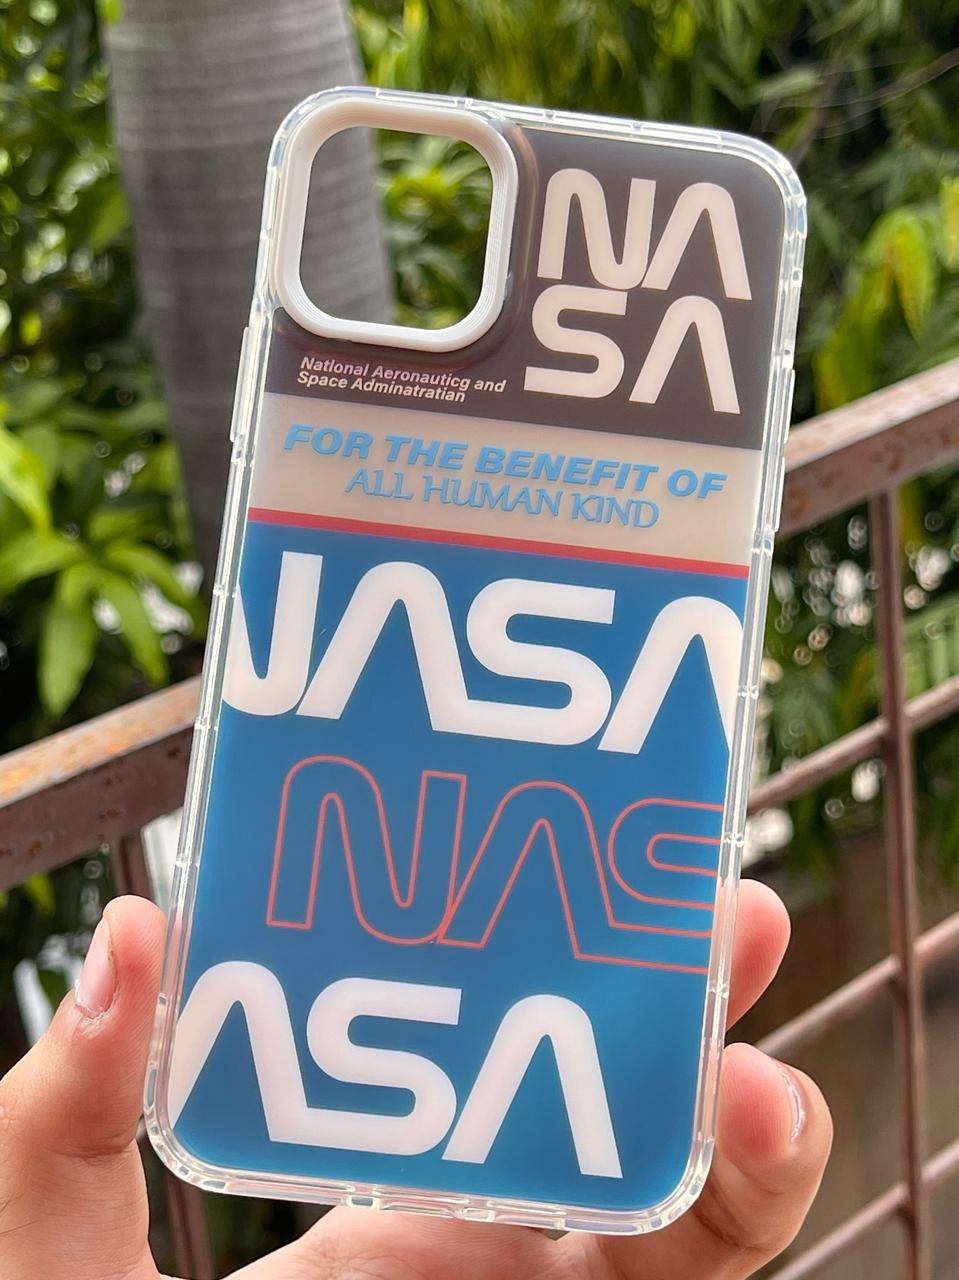 NA
SA
National Aeronauticg and
Space Adminatratian
FOR THE BENEFIT OF
ALL HUMAN KIND
NASA
NAS
ASA